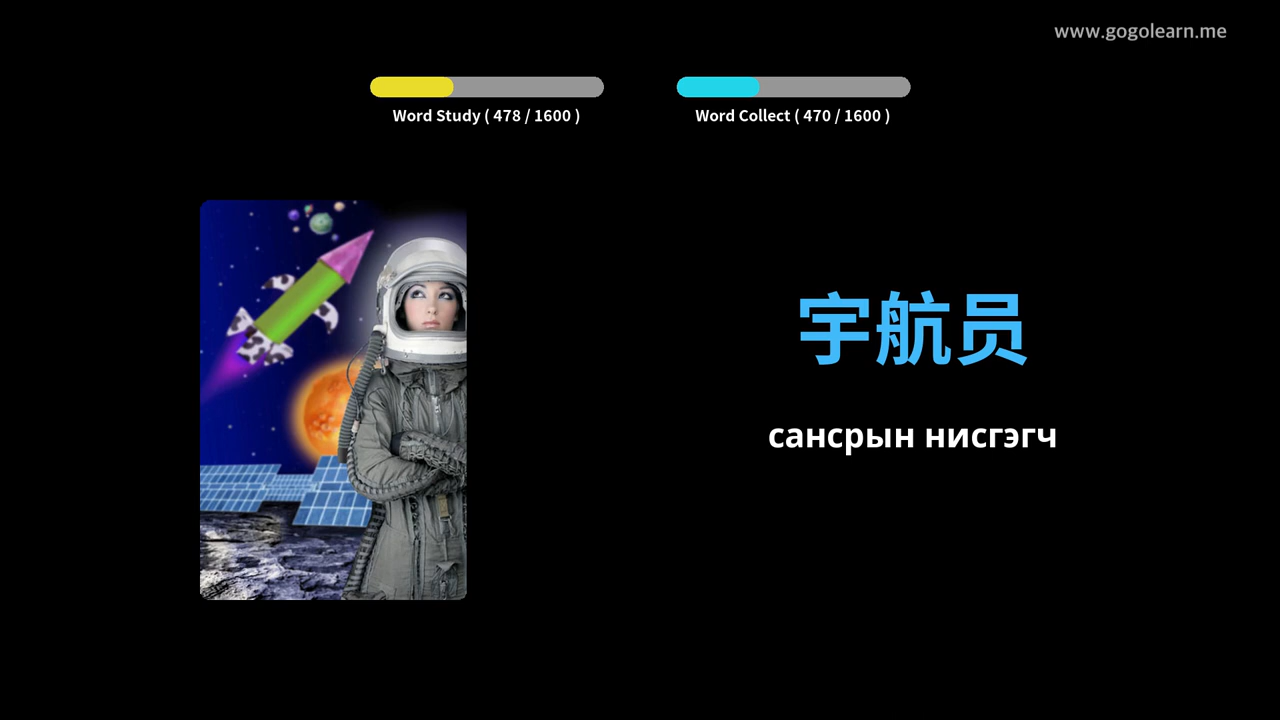 www.gogolearn.me
Word Study ( 478 / 1600 )
Word Collect ( 470 / 1600 )
宇航员
сансрын нисгэгч